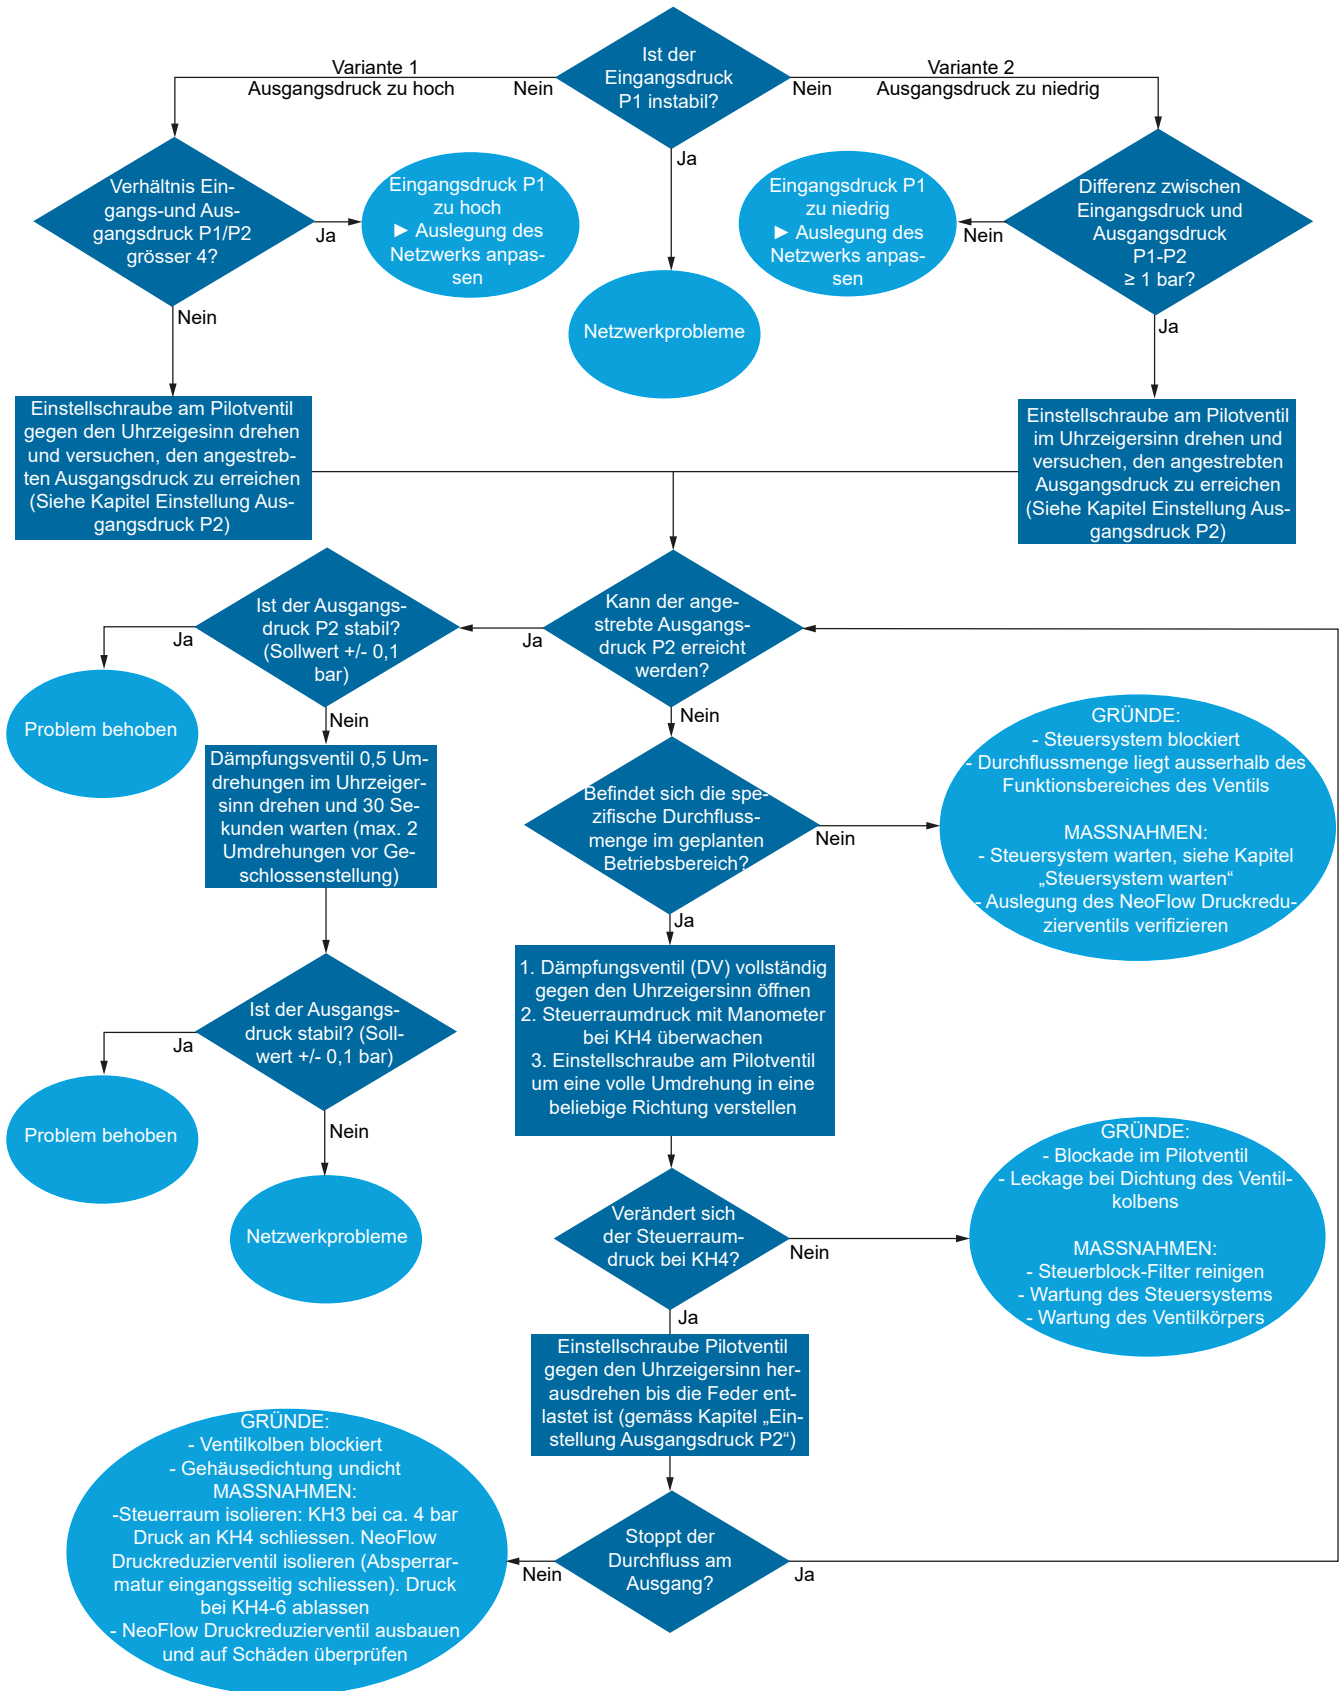 Ist der
Eingangsdruck
P1 instabil?
Variante 1
Ausgangsdruck zu hoch
Nein
Nein
Variante 2
Ausgangsdruck zu niedrig
Ja
Verhältnis Ein-
gangs-und Aus-
gangsdruck P1/P2
grösser 4?
Ja
Nein
Eingangsdruck P1
zu hoch
► Auslegung des
Netzwerks anpas-
sen
Netzwerkprobleme
Eingangsdruck P1
zu niedrig
► Auslegung des
Netzwerks anpas-
sen
Nein
Differenz zwischen
Eingangsdruck und
Ausgangsdruck
P1-P2
≥ 1 bar?
Ja
Einstellschraube am Pilotventil
gegen den Uhrzeigesinn drehen
und versuchen, den angestreb-
ten Ausgangsdruck zu erreichen
(Siehe Kapitel Einstellung Aus-
gangsdruck P2)
Einstellschraube am Pilotventil
im Uhrzeigersinn drehen und
versuchen, den angestrebten
Ausgangsdruck zu erreichen
(Siehe Kapitel Einstellung Aus-
gangsdruck P2)
Kann der ange-
strebte Ausgangs-
druck P2 erreicht
werden?
Ja
Nein
Ist der Ausgangs-
druck P2 stabil?
(Sollwert +/- 0,1
bar)
Ja
Nein
Problem behoben
Dämpfungsventil 0,5 Um-
drehungen im Uhrzeiger-
sinn drehen und 30 Se-
kunden warten (max. 2
Umdrehungen vor Ge-
schlossenstellung)
Ist der Ausgangs-
druck stabil? (Soll-
wert +/- 0,1 bar)
Ja
Nein
Problem behoben
Netzwerkprobleme
Befindet sich die spe-
zifische Durchfluss-
menge im geplanten
Betriebsbereich?
Nein
Ja
GRÜNDE:
- Steuersystem blockiert
- Durchflussmenge liegt ausserhalb des
Funktionsbereiches des Ventils
MASSNAHMEN:
- Steuersystem warten, siehe Kapitel
„Steuersystem warten“
- Auslegung des NeoFlow Druckredu-
zierventils verifizieren
1. Dämpfungsventil (DV) vollständig
gegen den Uhrzeigersinn öffnen
2. Steuerraumdruck mit Manometer
bei KH4 überwachen
3. Einstellschraube am Pilotventil
um eine volle Umdrehung in eine
beliebige Richtung verstellen
Verändert sich
der Steuerraum-
druck bei KH4?
Nein
Ja
GRÜNDE:
- Blockade im Pilotventil
- Leckage bei Dichtung des Ventil-
kolbens
MASSNAHMEN:
- Steuerblock-Filter reinigen
- Wartung des Steuersystems
- Wartung des Ventilkörpers
Einstellschraube Pilotventil
gegen den Uhrzeigersinn her-
ausdrehen bis die Feder ent-
lastet ist (gemäss Kapitel „Ein-
stellung Ausgangsdruck P2“)
Stoppt der
Durchfluss am
Ausgang?
Nein
Ja
GRÜNDE:
- Ventilkolben blockiert
- Gehäusedichtung undicht
MASSNAHMEN:
-Steuerraum isolieren: KH3 bei ca. 4 bar
Druck an KH4 schliessen. NeoFlow
Druckreduzierventil isolieren (Absperrar-
matur eingangsseitig schliessen). Druck
bei KH4-6 ablassen
- NeoFlow Druckreduzierventil ausbauen
und auf Schäden überprüfen